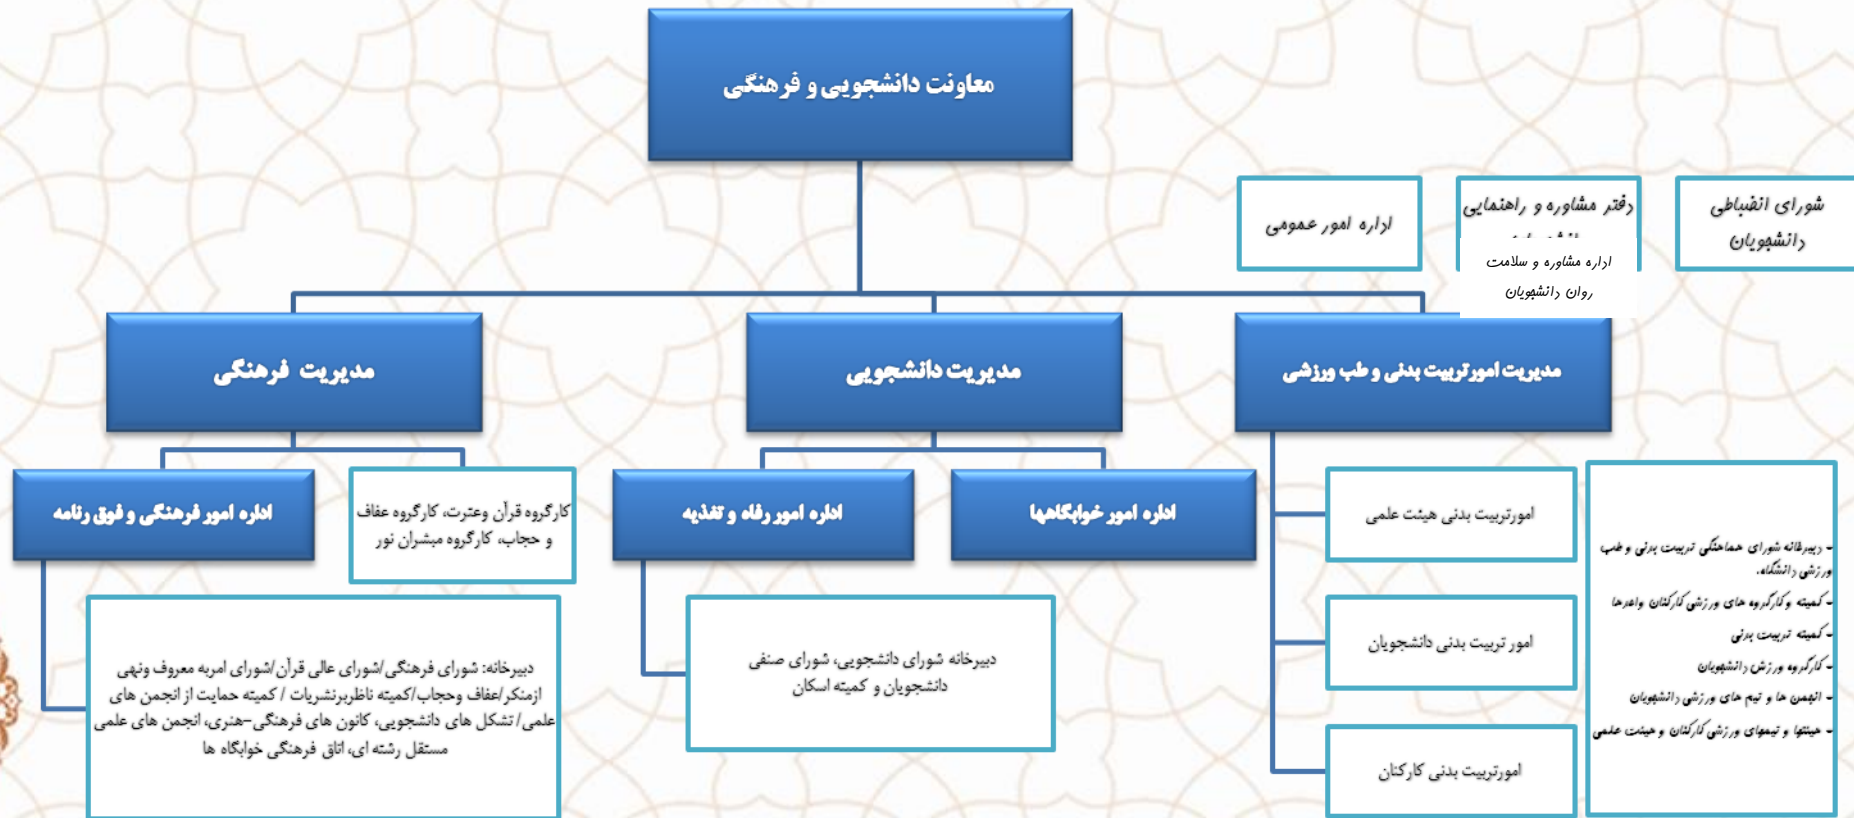 معاونت دانشجویی و فرهنگی
شورای انضباطی
دانشجویان
دفتر مشاوره و راهنمایی
اداره مشاوره و سلامت
روان دانشجویان
اداره امور عمومی
مدیریت امورتربیت بدنی و طب ورزشی
مدیریت دانشجویی
مدیریت فرهنگی
- دبیرخانه شورای هماهنگی تربیت بدنی و طب
ورزشی دانشگاه.
- کمیته و کارگروه های ورزشی کارکنان واحدها
- کمیته تربیت بدنی
- کارگروه ورزش دانشجویان
- انجمن ها و تیم های ورزشی دانشجویان
- هیئتها و تیمهای ورزشی کارکنان و هیئت علمی
امورتربیت بدنی هیئت علمی
امور تربیت بدنی دانشجویان
امورتربیت بدنی کارکنان
اداره امور خوابگاهها
اداره امور رفاه و تغذیه
دبیرخانه شورای دانشجویی، شورای صنفی
دانشجویان و کمیته اسکان
کارگروه قرآن وعترت، کارگروه عفاف
و حجاب، کارگروه مبشران نور
اداره امور فرهنگی و فوق رنامه
دبیرخانه: شورای فرهنگی/شورای عالی قرآن/شورای امربه معروف ونهی
ازمنکر/عفاف وحجاب/کمیته ناظربرنشریات / کمیته حمایت از انجمن های
علمی/ تشکل های دانشجویی، کانون های فرهنگی-هنری، انجمن های علمی
مستقل رشته ای، اتاق فرهنگی خوابگاه ها